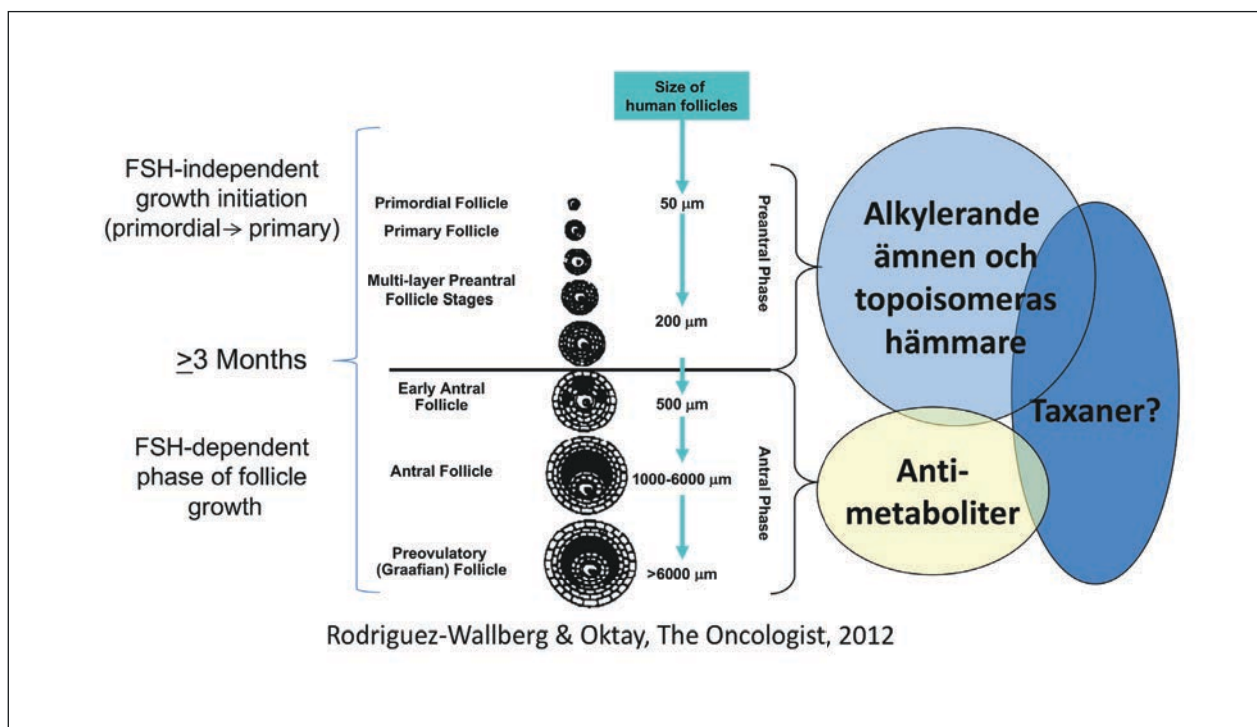 Size of
human follicles
FSH-independent
growth initiation
(primordial→ primary)
≥3 Months
FSH-dependent
phase of follicle
growth
Primordial Follicle
Primary Follicle
Multi-layer Preantral
Follicle Stages
Early Antral
Follicle
Antral Follicle
Preovulatory
(Graafian) Follicle
50 μm
200 μm
500 μm
1000-6000 μm
>6000 μm
Preantral Phase
Antral Phase
Alkylerande
ämnen och
topoisomeras
hämmare
Taxaner?
Anti-
metaboliter
Rodriguez-Wallberg & Oktay, The Oncologist, 2012